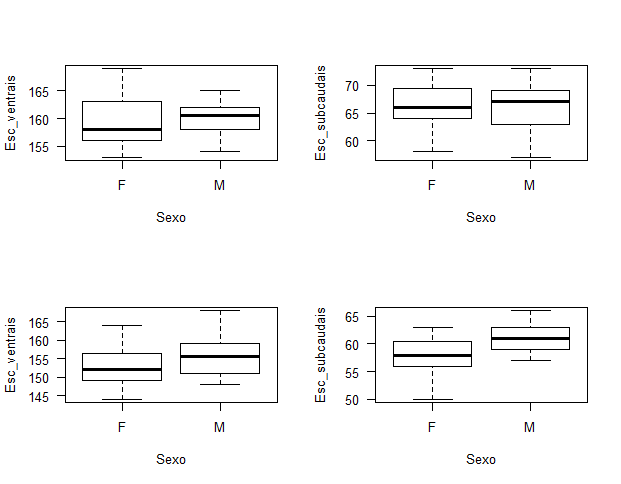 Esc_ventrais
165
160
155
F M
Sexo
Esc_subcaudais
70
65
60
F M
Sexo
Esc_ventrais
165
160
155
150
145
F M
Sexo
Esc_subcaudais
65
60
55
50
F M
Sexo